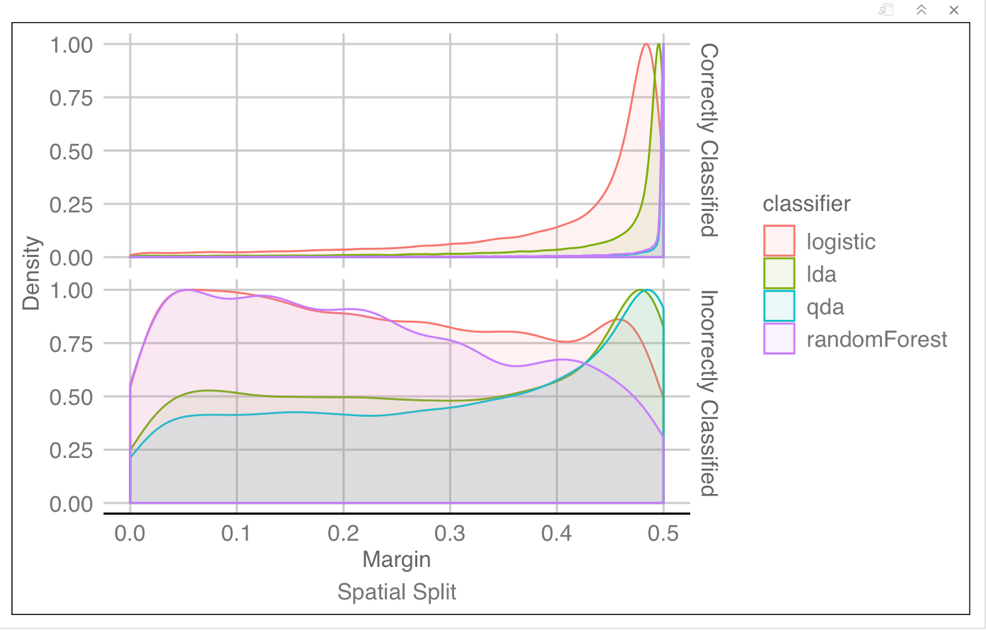 1.00
0.75
0.50
0.25
0.00
Correctly Classified
1.00
0.75
0.50
0.25
0.00
Incorrectly Classified
Density
0.0 0.1 0.2 0.3 0.4 0.5
Margin
Spatial Split
classifier
logistic
lda
qda
randomForest